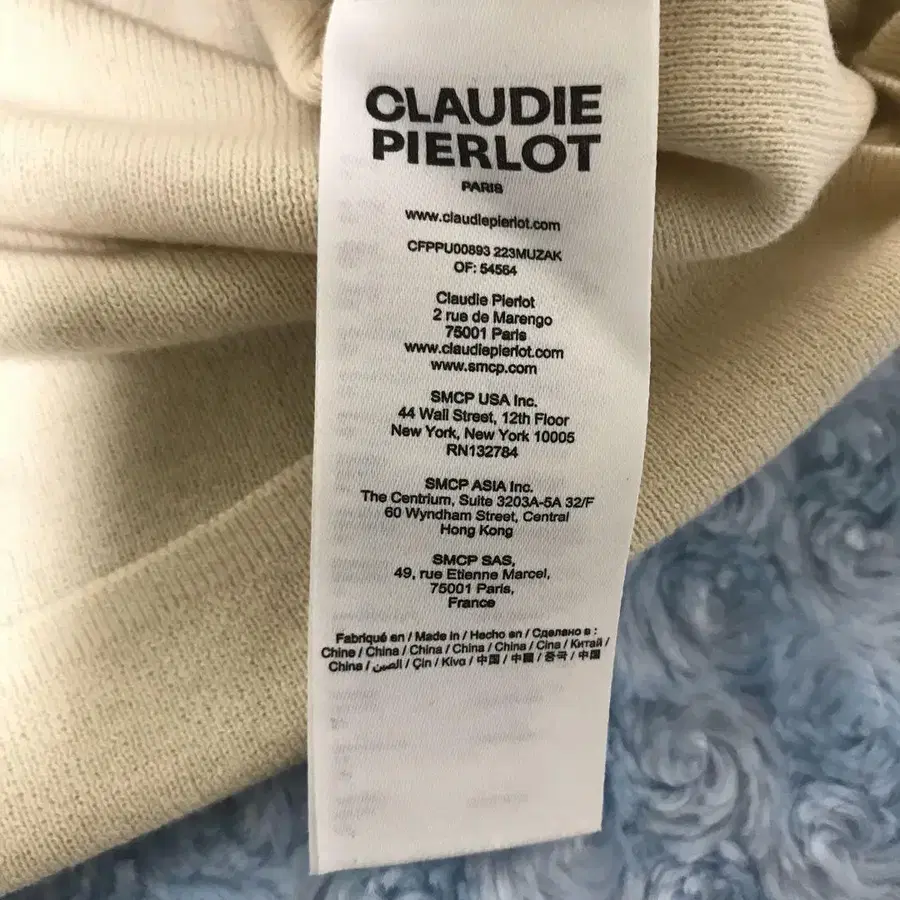 CLAUDIE
PIERLOT
PARIS
www.claudiepierlot.com
CFPPU00893 223MUZAK
OF: 54564
Claudie Pierlot
2 rue de Marengo
75001 Paris
www.claudiepierlot.com
www.smcp.com
SMCP USA Inc.
44 Wall Street, 12th Floor
New York, New York 10005
RN132784
SMCP ASIA Inc.
The Centrium, Suite 3203A-5A 32/F
60 Wyndham Street, Central
Hong Kong
SMCP SAS,
49, rue Etienne Marcel,
75001 Paris,
France
Fabriqué en / Made in / Hecho en / Сделано в :
Chine / China / China / China / China / Cina / Китай /
China / الصين / Çin / Kίνα / 中国 / 中國 / 중국 / 中国